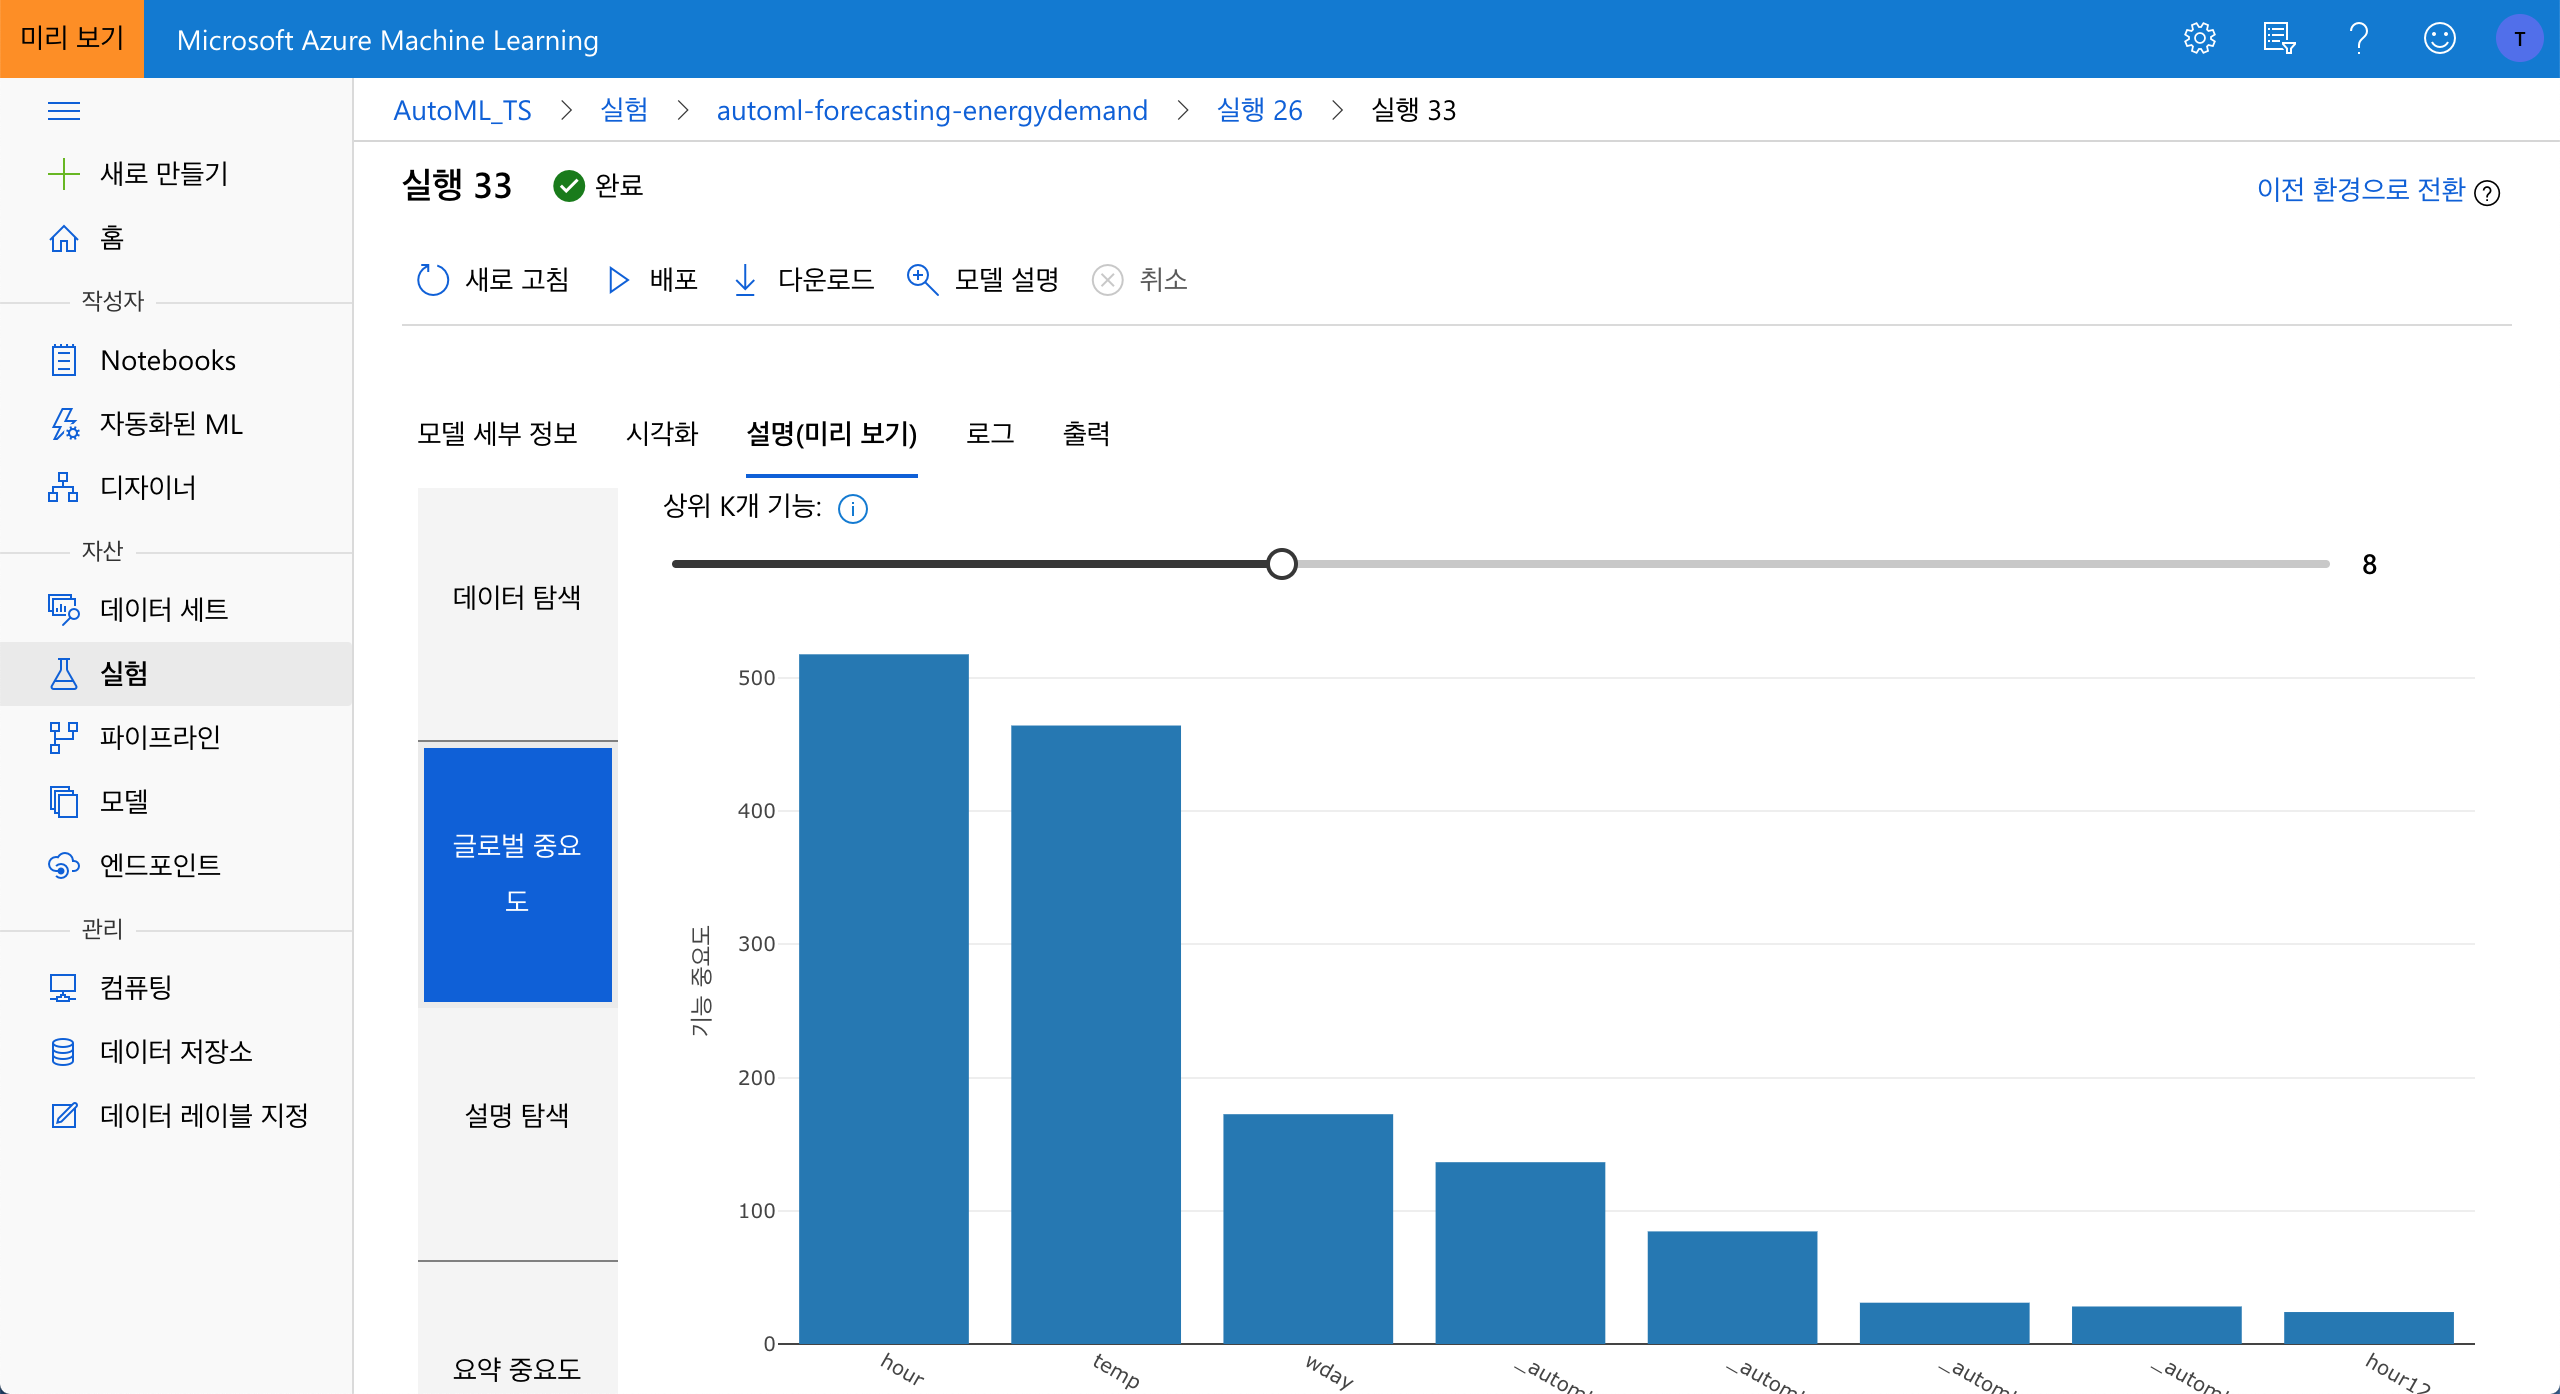 미리 보기
Microsoft Azure Machine Learning
T
새로 만들기
홈
작성자
Notebooks
자동화된 ML
디자이너
자산
데이터 세트
실험
파이프라인
모델
엔드포인트
관리
컴퓨팅
데이터 저장소
데이터 레이블 지정
AutoML_TS > 실험 > automl-forecasting-energydemand > 실행 26 > 실행 33
실행 33 완료
이전 환경으로 전환
새로 고침 배포 다운로드 모델 설명 취소
모델 세부 정보 시각화 설명(미리 보기) 로그 출력
데이터 탐색
글로벌 중요
도
설명 탐색
요약 중요도
상위 K개 기능:
8
기능 중요도
500
400
300
200
100
0
hour temp wday _autom _autom _autom _autom hour12